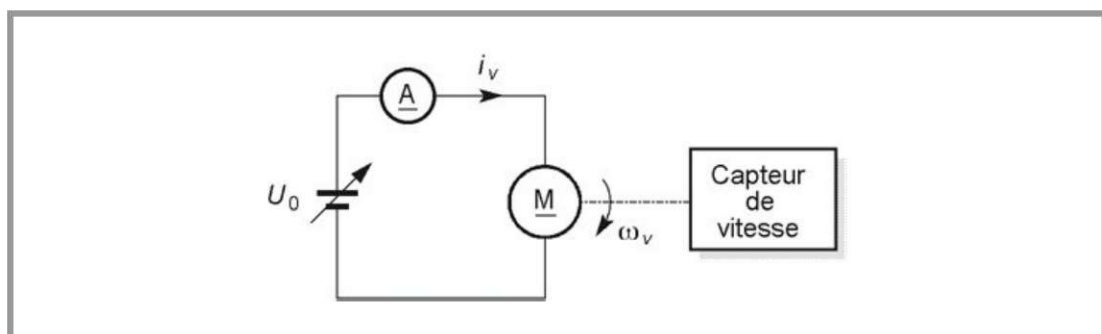 i_v
A
U_0
M
ω_v
Capteur
de
vitesse